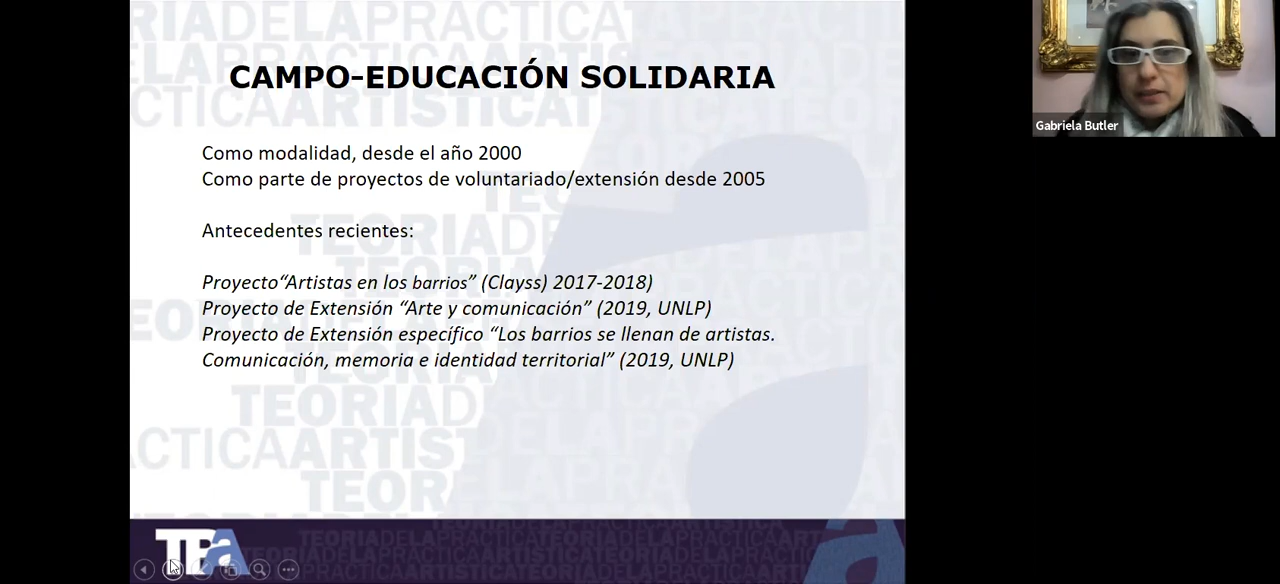 CAMPO-EDUCACIÓN SOLIDARIA
Como modalidad, desde el año 2000
Como parte de proyectos de voluntariado/extensión desde 2005
Antecedentes recientes:
Proyecto“Artistas en los barrios” (Clayss) 2017-2018)
Proyecto de Extensión “Arte y comunicación” (2019, UNLP)
Proyecto de Extensión específico “Los barrios se llenan de artistas.
Comunicación, memoria e identidad territorial” (2019, UNLP)
TPa
Gabriela Butler